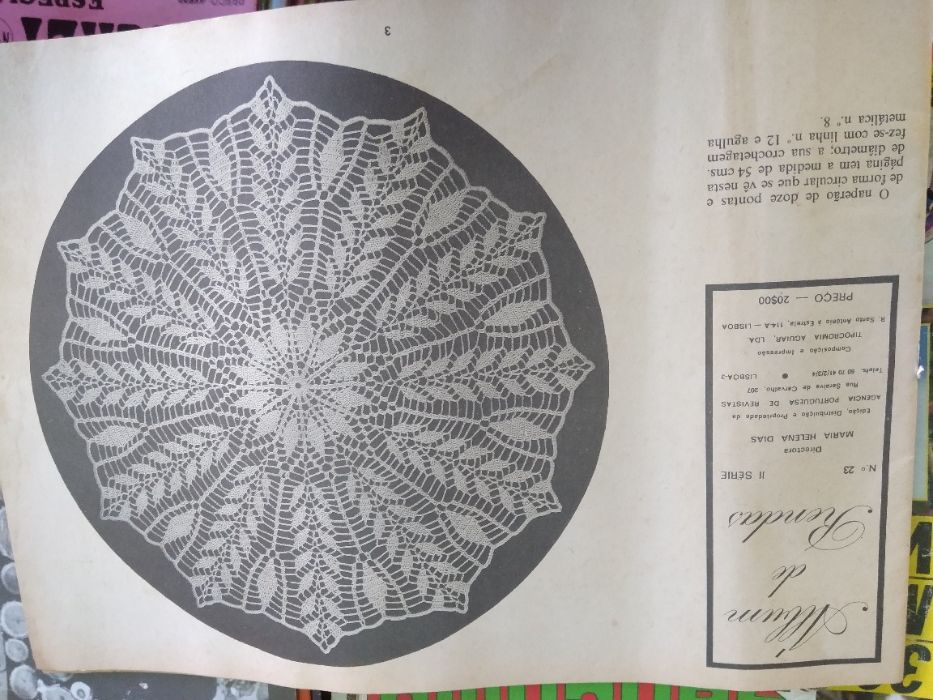 Álbum
de
Rendas
N.º 23 II SÉRIE
Directora
MARIA HELENA DIAS
Edição, Distribuição e Propriedade da
AGÊNCIA PORTUGUESA DE REVISTAS
Rua Saraiva de Carvalho, 207
LISBOA-3
Composição e Impressão
TIPOCROMIA AGUIAR, LDA.
R. Santo António à Estrela, 114-A — LISBOA
PREÇO — 20$00
O naperão de doze pontas e
de forma circular que se vê nesta
página tem a medida de 54 cms.
de diâmetro; a sua crochetagem
fez-se com linha n.º 12 e agulha
metálica n.º 8.
3